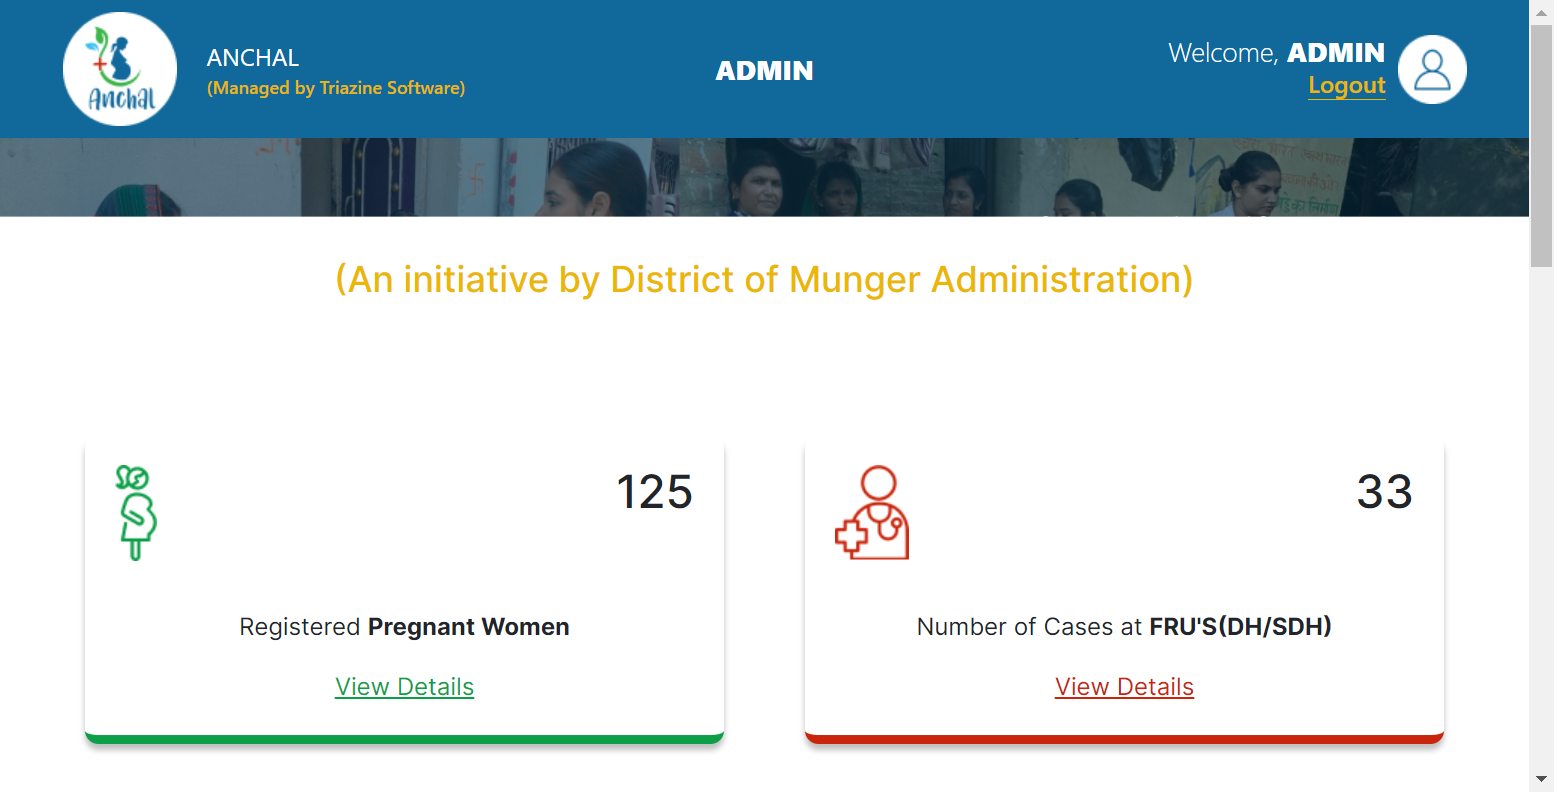 Anchal
ANCHAL
(Managed by Triazine Software)
ADMIN
Welcome, ADMIN
Logout
(An initiative by District of Munger Administration)
125
Registered Pregnant Women
View Details
33
Number of Cases at FRU'S(DH/SDH)
View Details